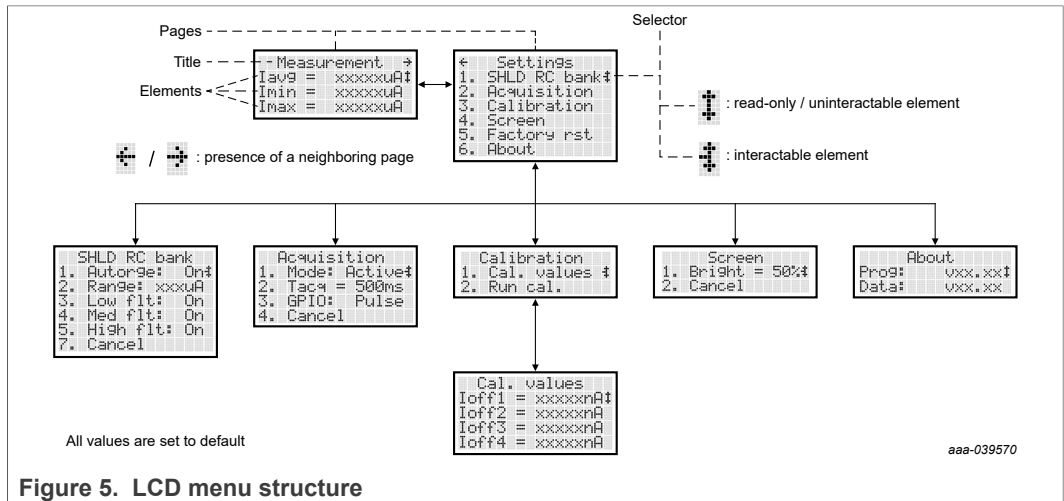 Pages
Title
Elements
- Measurement →
Iavg = xxxxxuA↕
Imin = xxxxxuA
Imax = xxxxxuA
← Settings
1. SHLD RC bank↕
2. Acquisition
3. Calibration
4. Screen
5. Factory rst
6. About
Selector
: read-only / uninteractable element
: interactable element
← / → : presence of a neighboring page
SHLD RC bank
1. Autorge: On↕
2. Range: xxxuA
3. Low flt: On
4. Med flt: On
5. High flt: On
7. Cancel
Acquisition
1. Mode: Active↕
2. Tacq = 500ms
3. GPIO: Pulse
4. Cancel
Calibration
1. Cal. values ↕
2. Run cal.
Screen
1. Bright = 50%↕
2. Cancel
About
Prog: vxx.xx↕
Data: vxx.xx
Cal. values
Ioff1 = xxxxxnA↕
Ioff2 = xxxxxnA
Ioff3 = xxxxxnA
Ioff4 = xxxxxnA
All values are set to default
aaa-039570
Figure 5. LCD menu structure